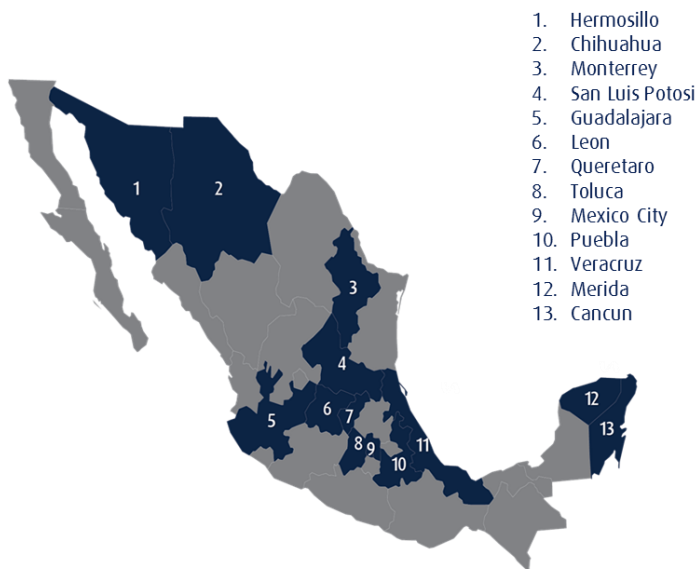 1. Hermosillo
2. Chihuahua
3. Monterrey
4. San Luis Potosi
5. Guadalajara
6. Leon
7. Queretaro
8. Toluca
9. Mexico City
10. Puebla
11. Veracruz
12. Merida
13. Cancun
1
2
3
4
5
6
7
8
9
10
11
12
13